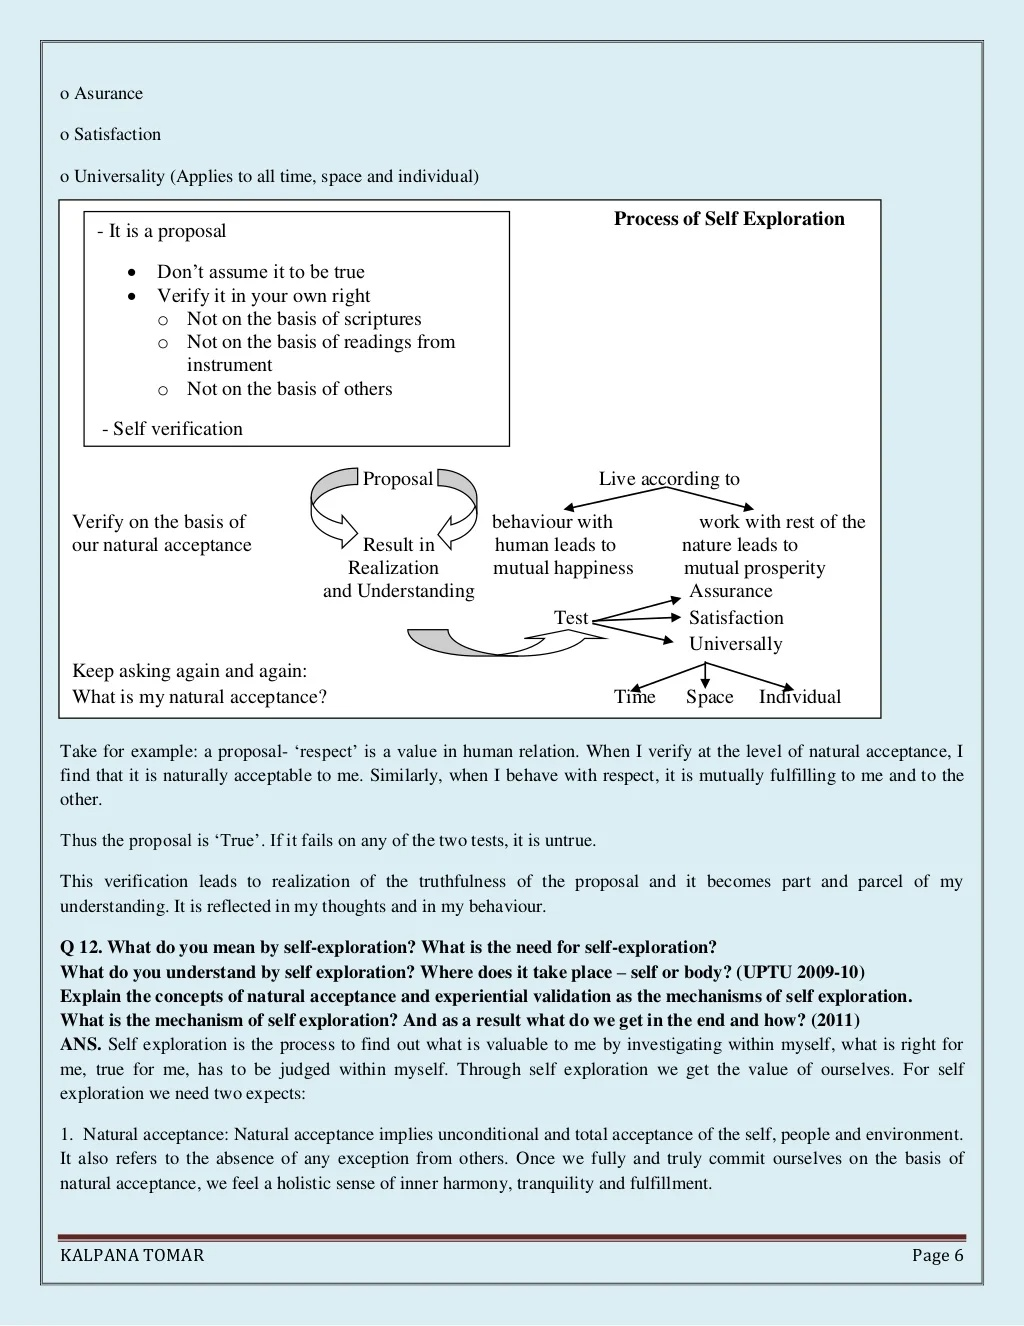 o Asurance
o Satisfaction
o Universality (Applies to all time, space and individual)
Process of Self Exploration
- It is a proposal
• Don’t assume it to be true
• Verify it in your own right
o Not on the basis of scriptures
o Not on the basis of readings from
instrument
o Not on the basis of others
- Self verification
Proposal Live according to
Verify on the basis of behaviour with work with rest of the
our natural acceptance Result in human leads to nature leads to
Realization mutual happiness mutual prosperity
and Understanding Assurance
Test Satisfaction
Universally
Keep asking again and again:
What is my natural acceptance? Time Space Individual
Take for example: a proposal- ‘respect’ is a value in human relation. When I verify at the level of natural acceptance, I
find that it is naturally acceptable to me. Similarly, when I behave with respect, it is mutually fulfilling to me and to the
other.
Thus the proposal is ‘True’. If it fails on any of the two tests, it is untrue.
This verification leads to realization of the truthfulness of the proposal and it becomes part and parcel of my
understanding. It is reflected in my thoughts and in my behaviour.
Q 12. What do you mean by self-exploration? What is the need for self-exploration?
What do you understand by self exploration? Where does it take place – self or body? (UPTU 2009-10)
Explain the concepts of natural acceptance and experiential validation as the mechanisms of self exploration.
What is the mechanism of self exploration? And as a result what do we get in the end and how? (2011)
ANS. Self exploration is the process to find out what is valuable to me by investigating within myself, what is right for
me, true for me, has to be judged within myself. Through self exploration we get the value of ourselves. For self
exploration we need two expects:
1. Natural acceptance: Natural acceptance implies unconditional and total acceptance of the self, people and environment.
It also refers to the absence of any exception from others. Once we fully and truly commit ourselves on the basis of
natural acceptance, we feel a holistic sense of inner harmony, tranquility and fulfillment.
KALPANA TOMAR Page 6